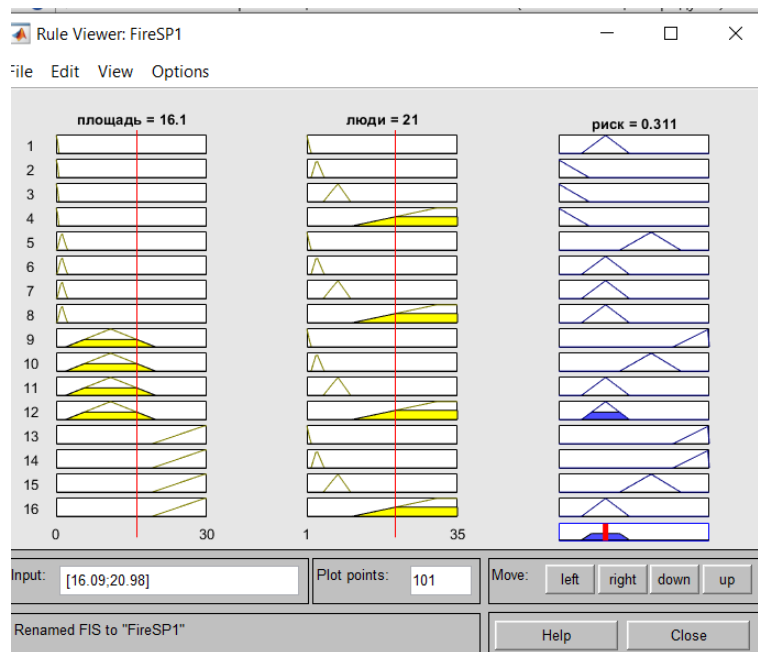 Rule Viewer: FireSP1
File Edit View Options
площадь = 16.1 люди = 21 риск = 0.311
1
2
3
4
5
6
7
8
9
10
11
12
13
14
15
16
0 30 1 35
Input: [16.09;20.98] Plot points: 101 Move: left right down up
Renamed FIS to "FireSP1" Help Close